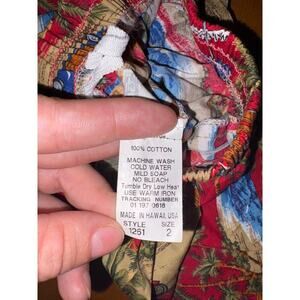 100% COTTON
MACHINE WASH
COLD WATER
MILD SOAP
NO BLEACH
Tumble Dry Low Heat
USE WARM IRON
TRACKING NUMBER
01 197 0618
MADE IN HAWAII, USA
STYLE SIZE
1261 2